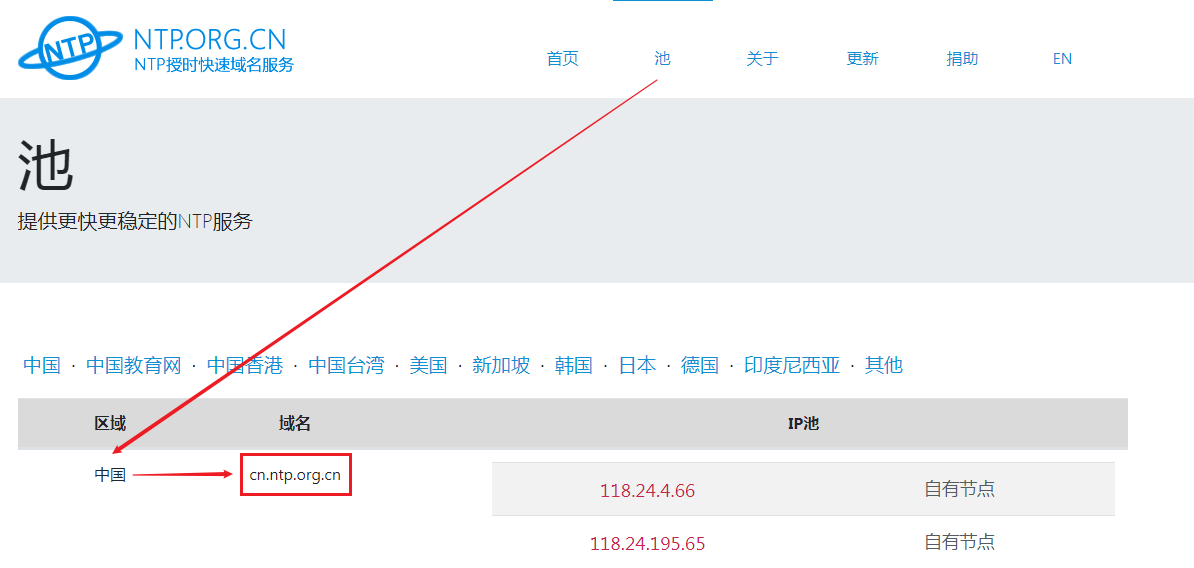 NTP
NTP.ORG.CN
NTP授时快速域名服务
首页 池 关于 更新 捐助 EN
池
提供更快更稳定的NTP服务
中国 · 中国教育网 · 中国香港 · 中国台湾 · 美国 · 新加坡 · 韩国 · 日本 · 德国 · 印度尼西亚 · 其他
区域 域名 IP池
中国 cn.ntp.org.cn
118.24.4.66 自有节点
118.24.195.65 自有节点